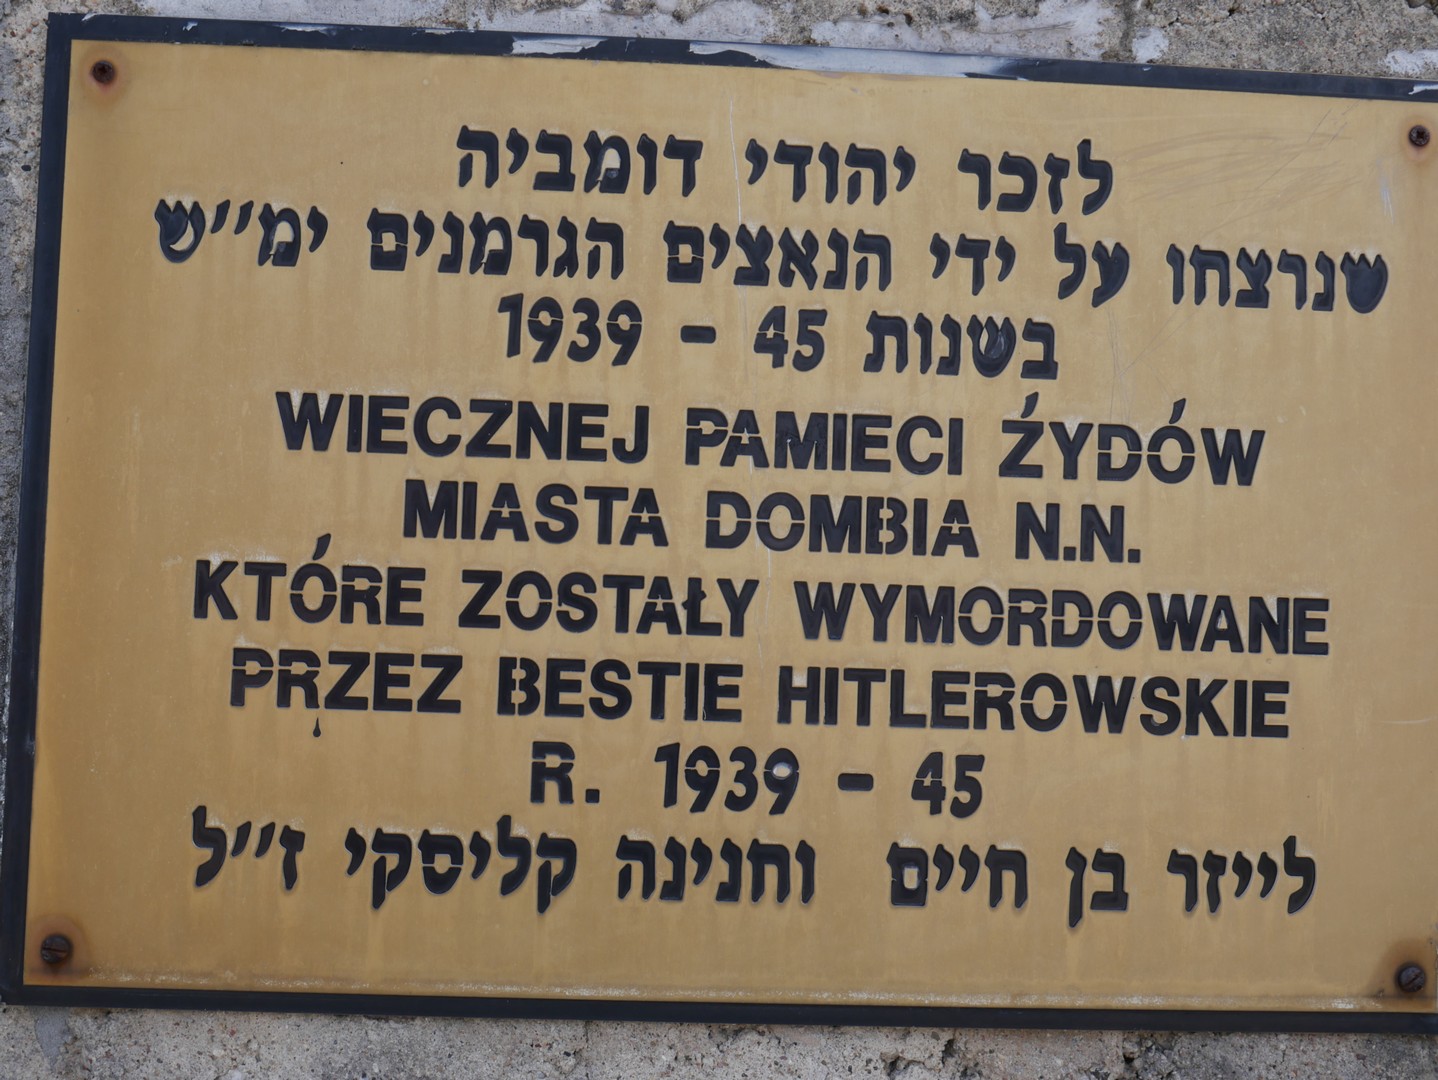 לזכר יהודי דומביה
שנרצחו על ידי הנאצים הגרמנים ימ״ש
בשנות 45 - 1939
WIECZNEJ PAMIECI ŹYDÓW
MIASTA DOMBIA N.N.
KTÓRE ZOSTAŁY WYMORDOWANE
PRZEZ BESTIE HITLEROWSKIE
R. 1939 - 45
לייזר בן חיים וחנינה קליסקי ז״ל